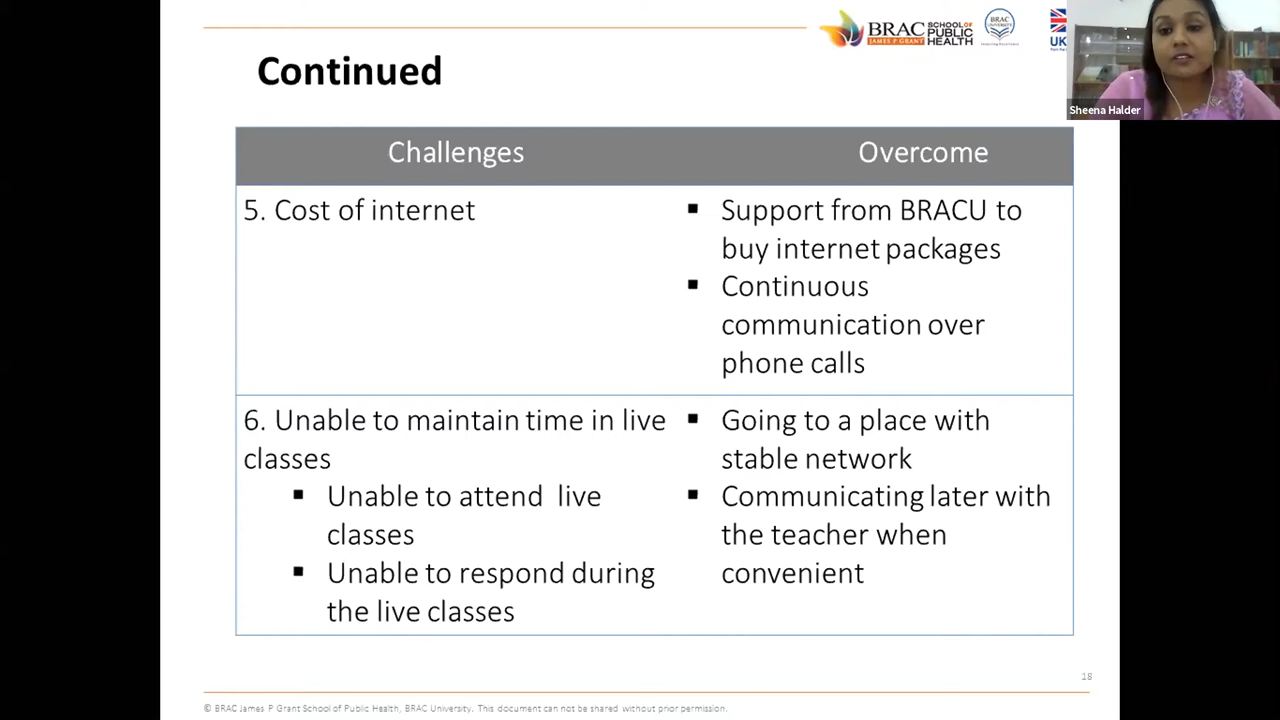 BRAC
JAMES P GRANT
SCHOOL OF
PUBLIC
HEALTH
BRAC
UNIVERSITY
UK
Sheena Halder
Continued
Challenges
Overcome
5. Cost of internet
▪ Support from BRACU to
buy internet packages
▪ Continuous
communication over
phone calls
6. Unable to maintain time in live
classes
▪ Unable to attend live
classes
▪ Unable to respond during
the live classes
▪ Going to a place with
stable network
▪ Communicating later with
the teacher when
convenient
18
© BRAC James P Grant School of Public Health, BRAC University. This document can not be shared without prior permission.